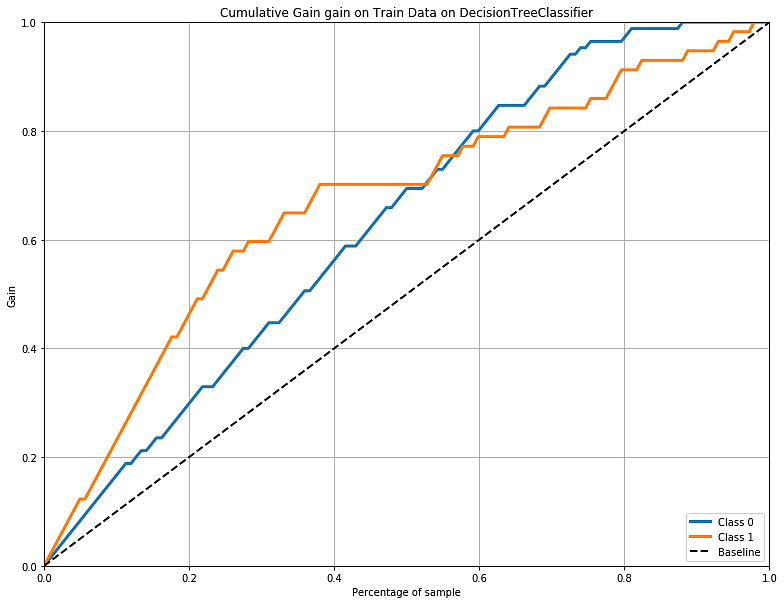 Cumulative Gain gain on Train Data on DecisionTreeClassifier
1.0
0.8
0.6
0.4
0.2
0.0
Gain
0.0 0.2 0.4 0.6 0.8 1.0
Percentage of sample
Class 0
Class 1
Baseline